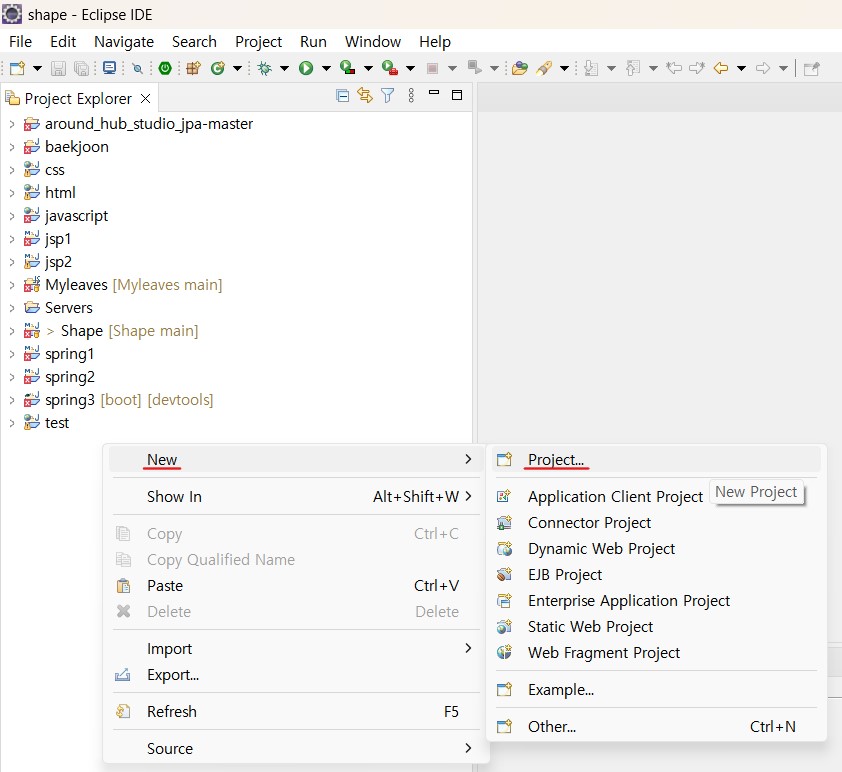 shape - Eclipse IDE
File Edit Navigate Search Project Run Window Help
Project Explorer
around_hub_studio_jpa-master
baekjoon
css
html
javascript
jsp1
jsp2
Myleaves [Myleaves main]
Servers
> Shape [Shape main]
spring1
spring2
spring3 [boot] [devtools]
test
New
Show In Alt+Shift+W
Copy Ctrl+C
Copy Qualified Name
Paste Ctrl+V
Delete Delete
Import
Export...
Refresh F5
Source
Project...
New Project
Application Client Project
Connector Project
Dynamic Web Project
EJB Project
Enterprise Application Project
Static Web Project
Web Fragment Project
Example...
Other... Ctrl+N